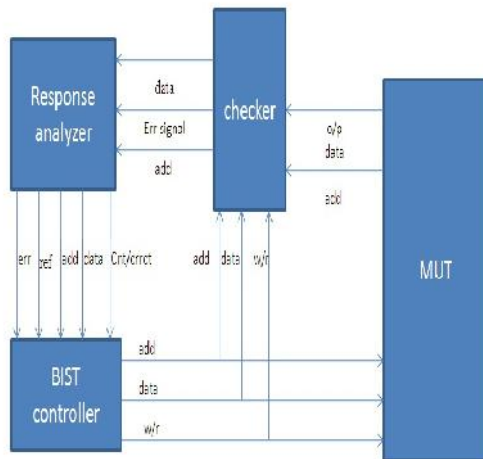 Response
analyzer
data
Err signal
add
checker
o/p
data
add
MUT
err
ref
add
data
Cnt/crrct
add
data
w/r
BIST
controller
add
data
w/r